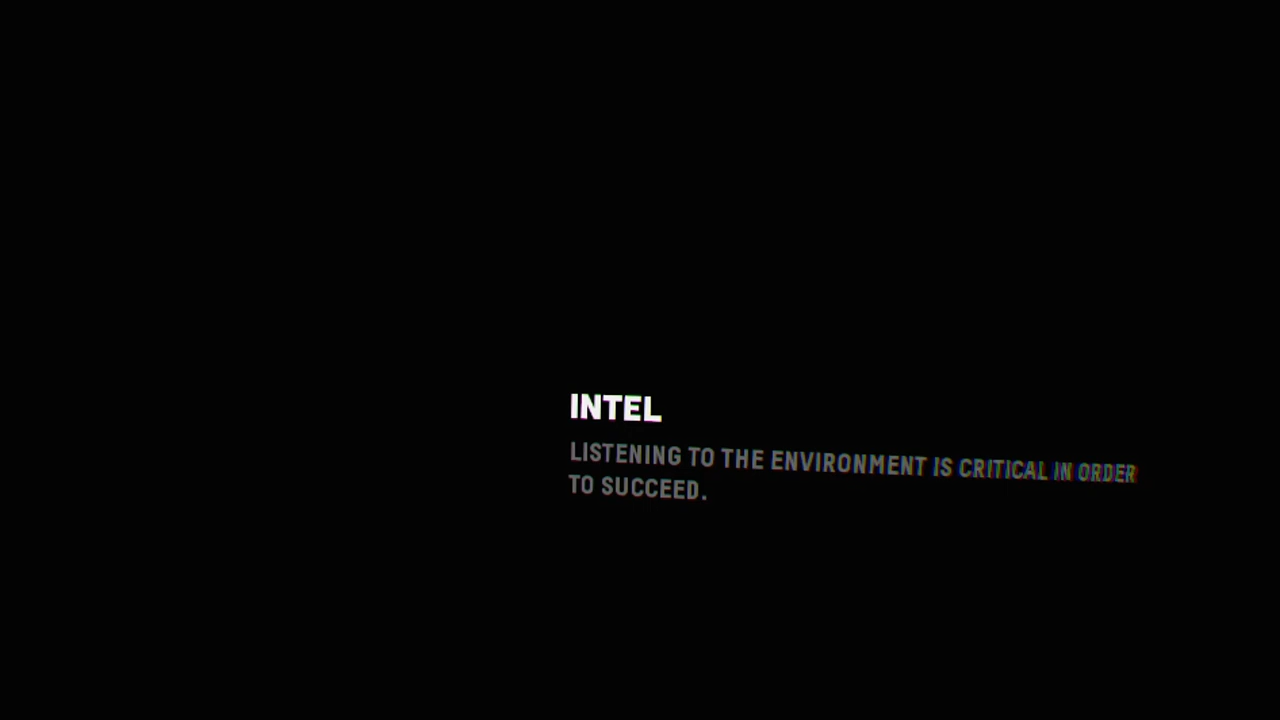 INTEL
LISTENING TO THE ENVIRONMENT IS CRITICAL IN ORDER
TO SUCCEED.